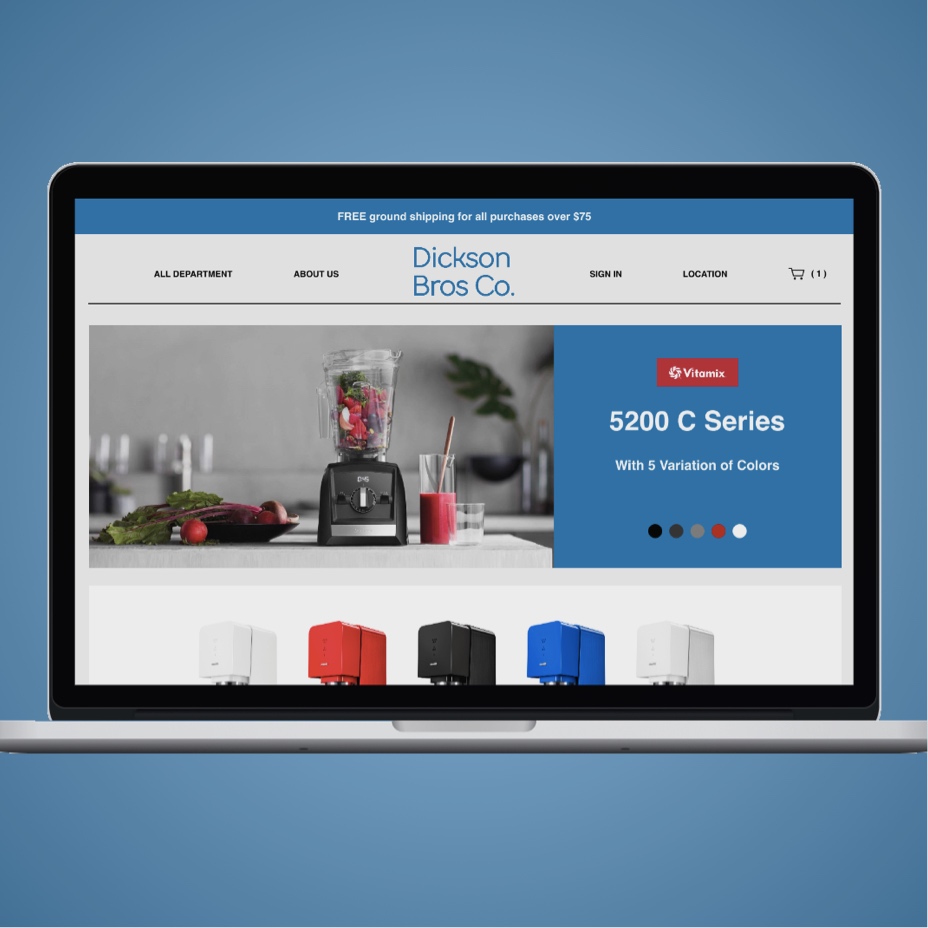 FREE ground shipping for all purchases over $75
ALL DEPARTMENT
ABOUT US
Dickson
Bros Co.
SIGN IN
LOCATION
( 1 )
Vitamix
5200 C Series
With 5 Variation of Colors